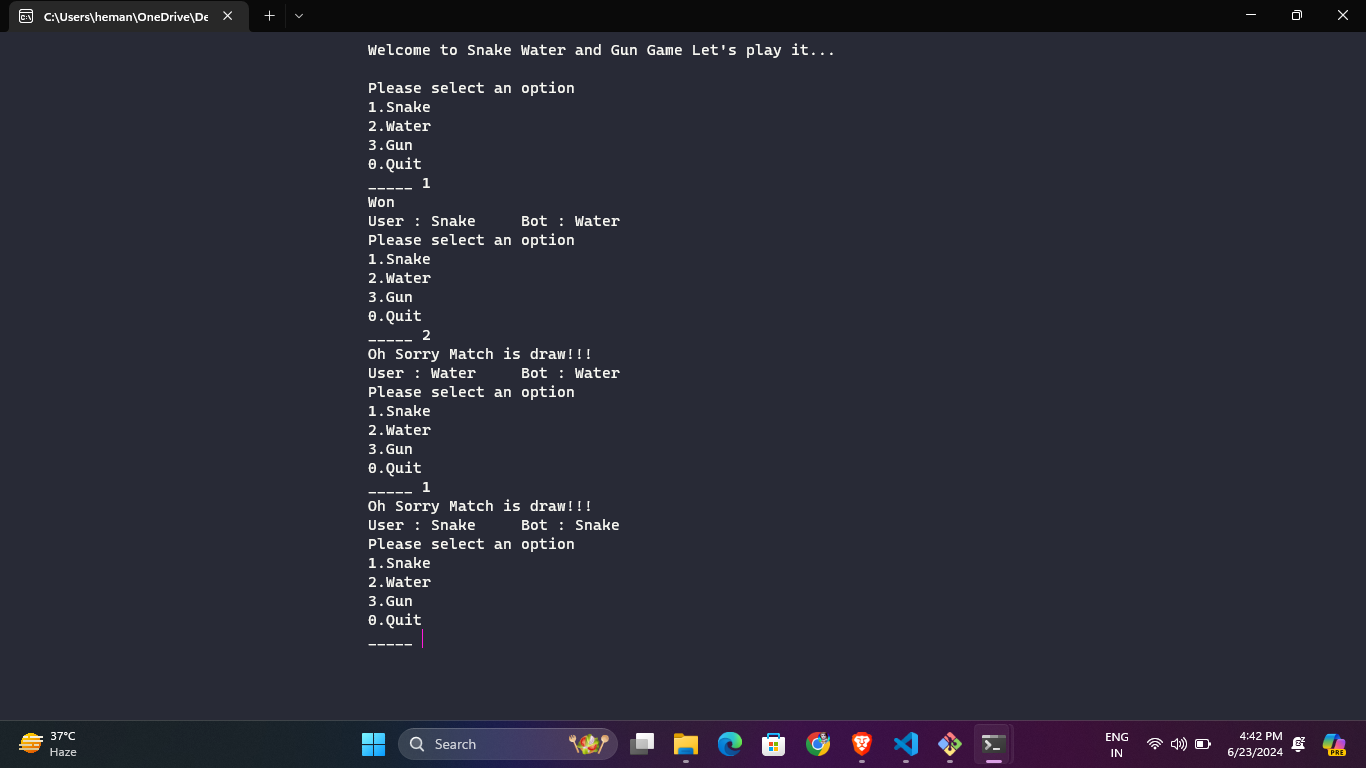 C:\Users\heman\OneDrive\De
Welcome to Snake Water and Gun Game Let's play it...
Please select an option
1.Snake
2.Water
3.Gun
0.Quit
_____ 1
Won
User : Snake     Bot : Water
Please select an option
1.Snake
2.Water
3.Gun
0.Quit
_____ 2
Oh Sorry Match is draw!!!
User : Water     Bot : Water
Please select an option
1.Snake
2.Water
3.Gun
0.Quit
_____ 1
Oh Sorry Match is draw!!!
User : Snake     Bot : Snake
Please select an option
1.Snake
2.Water
3.Gun
0.Quit
_____
37°C
Haze
Search
ENG
IN
4:42 PM
6/23/2024
PRE